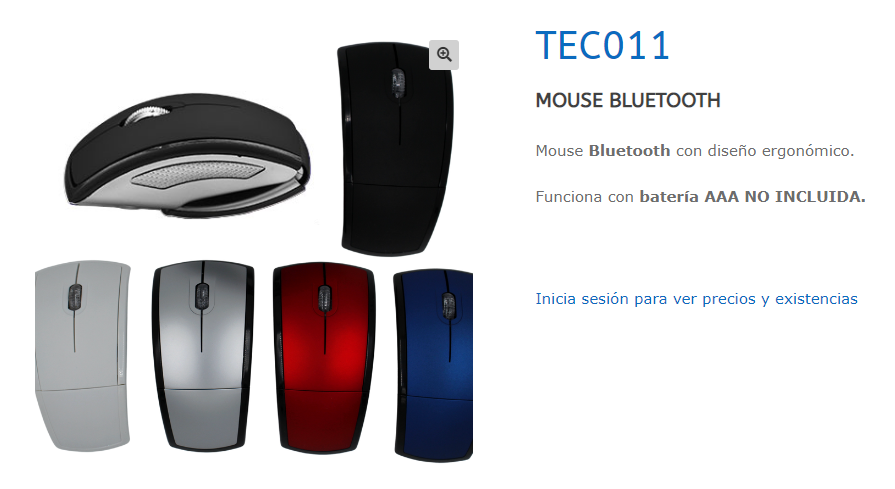 TEC011
MOUSE BLUETOOTH
Mouse Bluetooth con diseño ergonómico.
Funciona con batería AAA NO INCLUIDA.
Inicia sesión para ver precios y existencias